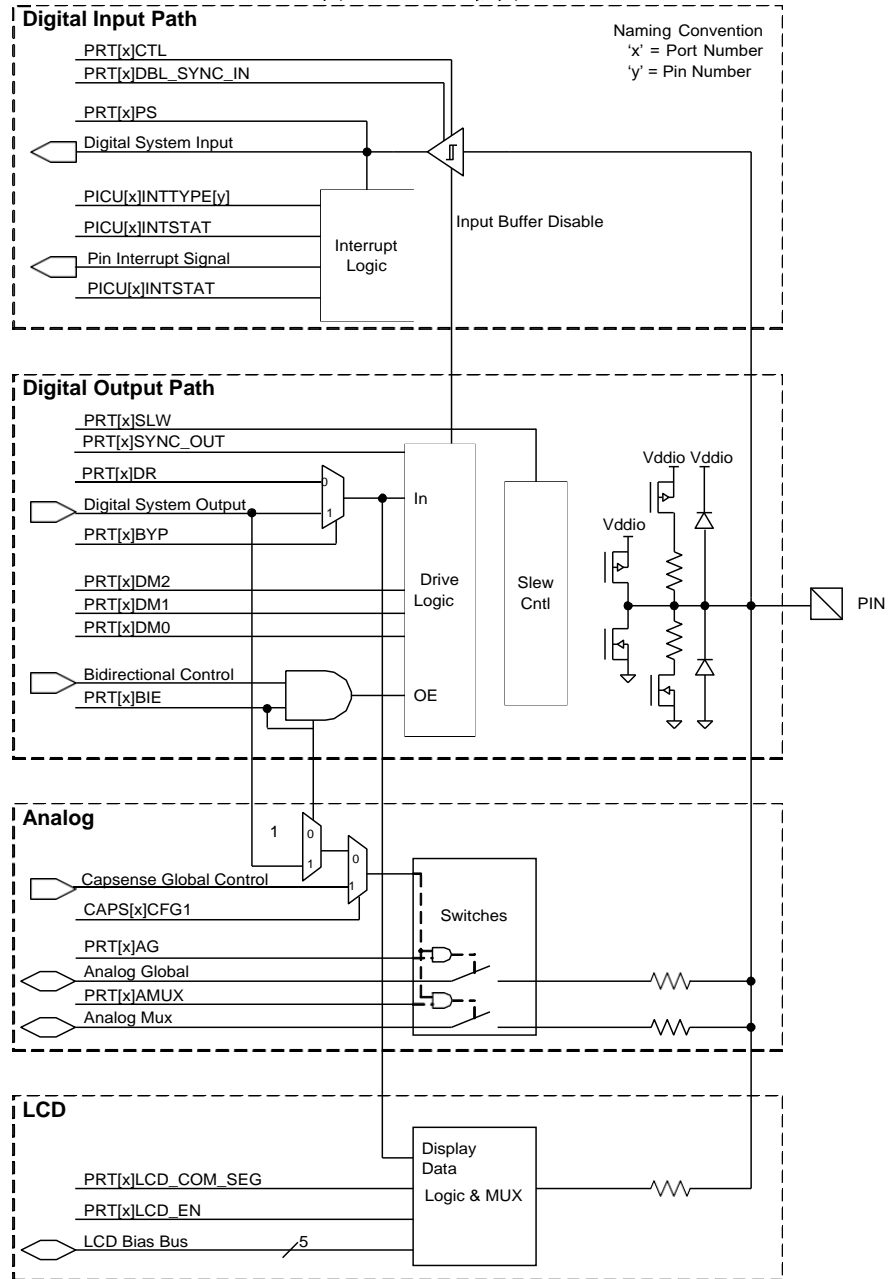 Digital Input Path
Naming Convention
'x' = Port Number
'y' = Pin Number
PRT[x]CTL
PRT[x]DBL_SYNC_IN
PRT[x]PS
Digital System Input
PICU[x]INTTYPE[y]
PICU[x]INTSTAT
Pin Interrupt Signal
PICU[x]INTSTAT
Interrupt
Logic
Input Buffer Disable
Digital Output Path
PRT[x]SLW
PRT[x]SYNC_OUT
PRT[x]DR
Digital System Output
PRT[x]BYP
0
1
In
PRT[x]DM2
PRT[x]DM1
PRT[x]DM0
Drive
Logic
Slew
Cntl
Vddio Vddio
Vddio
PIN
Bidirectional Control
PRT[x]BIE
OE
Analog
1
0
1
0
1
Capsense Global Control
CAPS[x]CFG1
Switches
PRT[x]AG
Analog Global
PRT[x]AMUX
Analog Mux
LCD
Display
Data
Logic & MUX
PRT[x]LCD_COM_SEG
PRT[x]LCD_EN
LCD Bias Bus
5